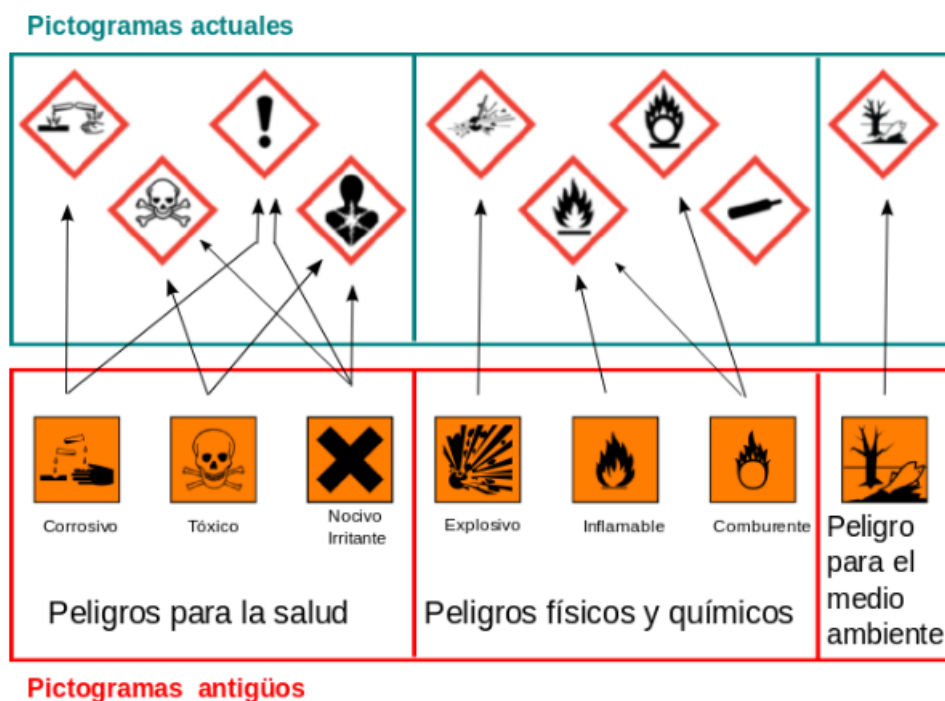 Pictogramas actuales
Corrosivo
Tóxico
Nocivo
Irritante
Explosivo
Inflamable
Comburente
Peligro
para el
medio
ambiente
Peligros para la salud
Peligros físicos y químicos
Pictogramas antigüos